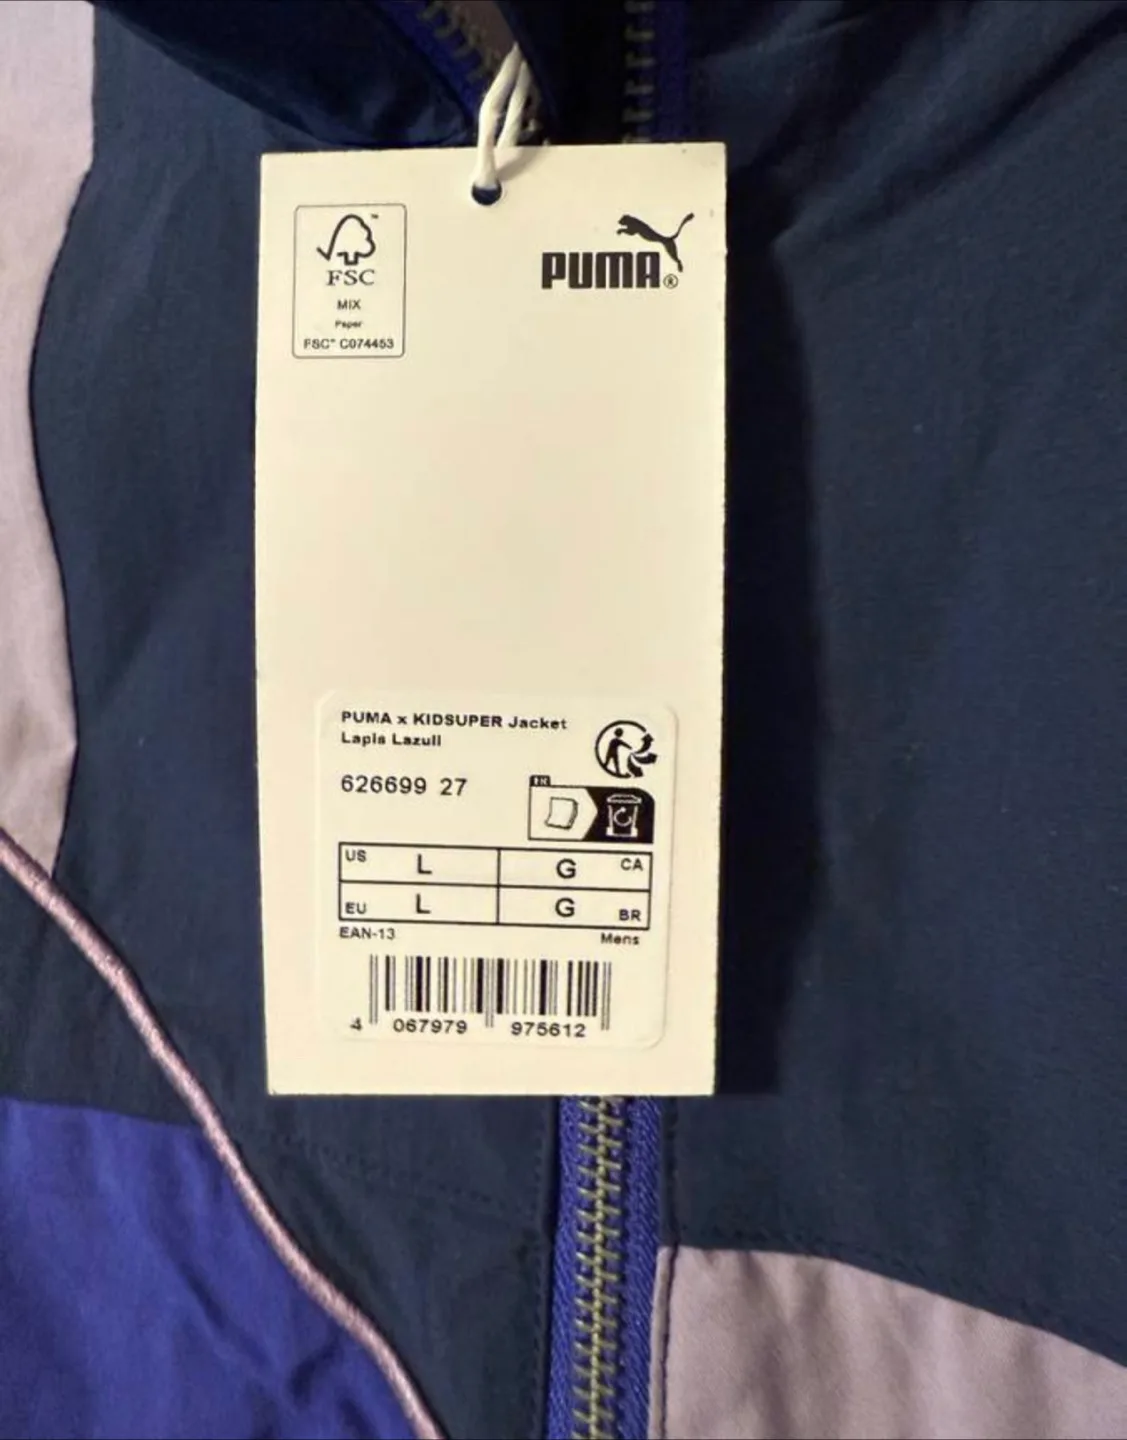 FSC
MIX
Paper
FSC™ C074453
PUMA®
PUMA x KIDSUPER Jacket
Lapis Lazuli
626699 27
FR
US L G CA
EU L G BR
EAN-13 Mens
4 067979 975612